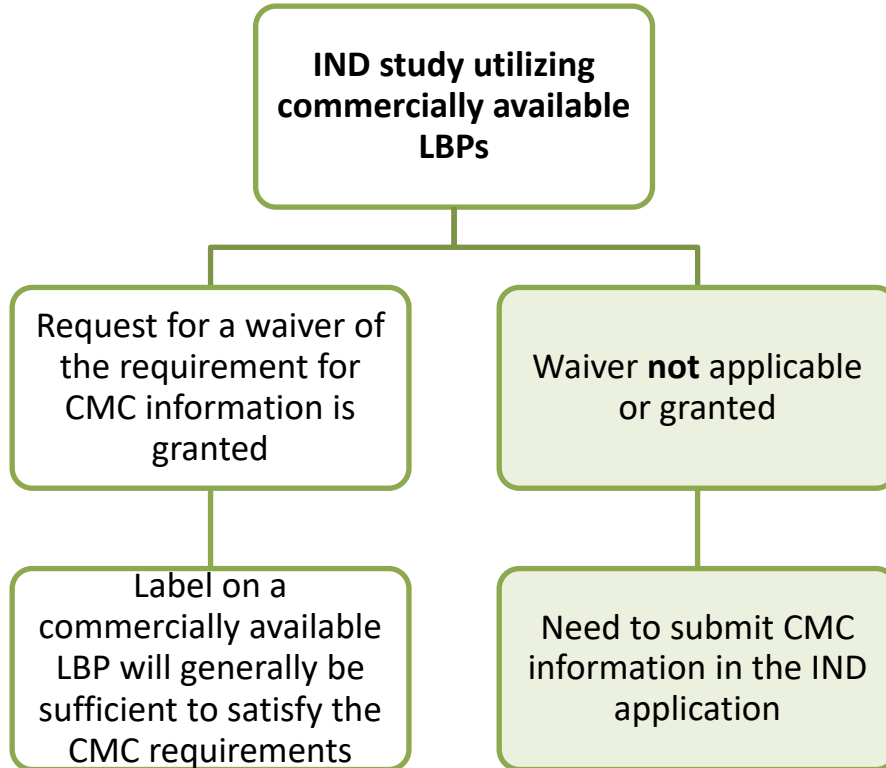 IND study utilizing
commercially available
LBPs
Request for a waiver of
the requirement for
CMC information is
granted
Waiver not applicable
or granted
Label on a
commercially available
LBP will generally be
sufficient to satisfy the
CMC requirements
Need to submit CMC
information in the IND
application